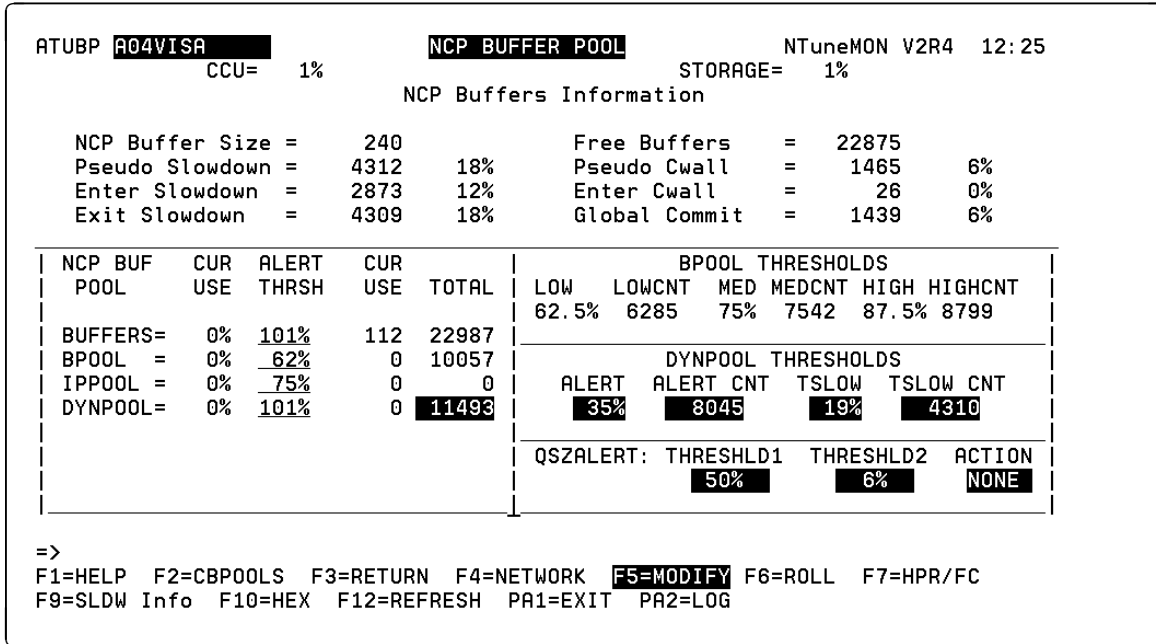 ATUBP A04VISA NCP BUFFER POOL NTuneMON V2R4 12:25
CCU= 1% STORAGE= 1%
NCP Buffers Information
NCP Buffer Size = 240 Free Buffers = 22875
Pseudo Slowdown = 4312 18% Pseudo Cwall = 1465 6%
Enter Slowdown = 2873 12% Enter Cwall = 26 0%
Exit Slowdown = 4309 18% Global Commit = 1439 6%
NCP BUF CUR ALERT CUR BPOOL THRESHOLDS
POOL USE THRSH USE TOTAL LOW LOWCNT MED MEDCNT HIGH HIGHCNT
62.5% 6285 75% 7542 87.5% 8799
BUFFERS= 0% 101% 112 22987
BPOOL = 0% 62% 0 10057 DYNPOOL THRESHOLDS
IPPOOL = 0% 75% 0 0 ALERT ALERT CNT TSLOW TSLOW CNT
DYNPOOL= 0% 101% 0 11493 35% 8045 19% 4310
QSZALERT: THRESHLD1 THRESHLD2 ACTION
50% 6% NONE
=>
F1=HELP F2=CBPOOLS F3=RETURN F4=NETWORK F5=MODIFY F6=ROLL F7=HPR/FC
F9=SLDW Info F10=HEX F12=REFRESH PA1=EXIT PA2=LOG